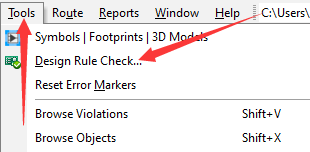 Tools Route Reports Window Help C:\Users\
Symbols | Footprints | 3D Models
Design Rule Check...
Reset Error Markers
Browse Violations Shift+V
Browse Objects Shift+X